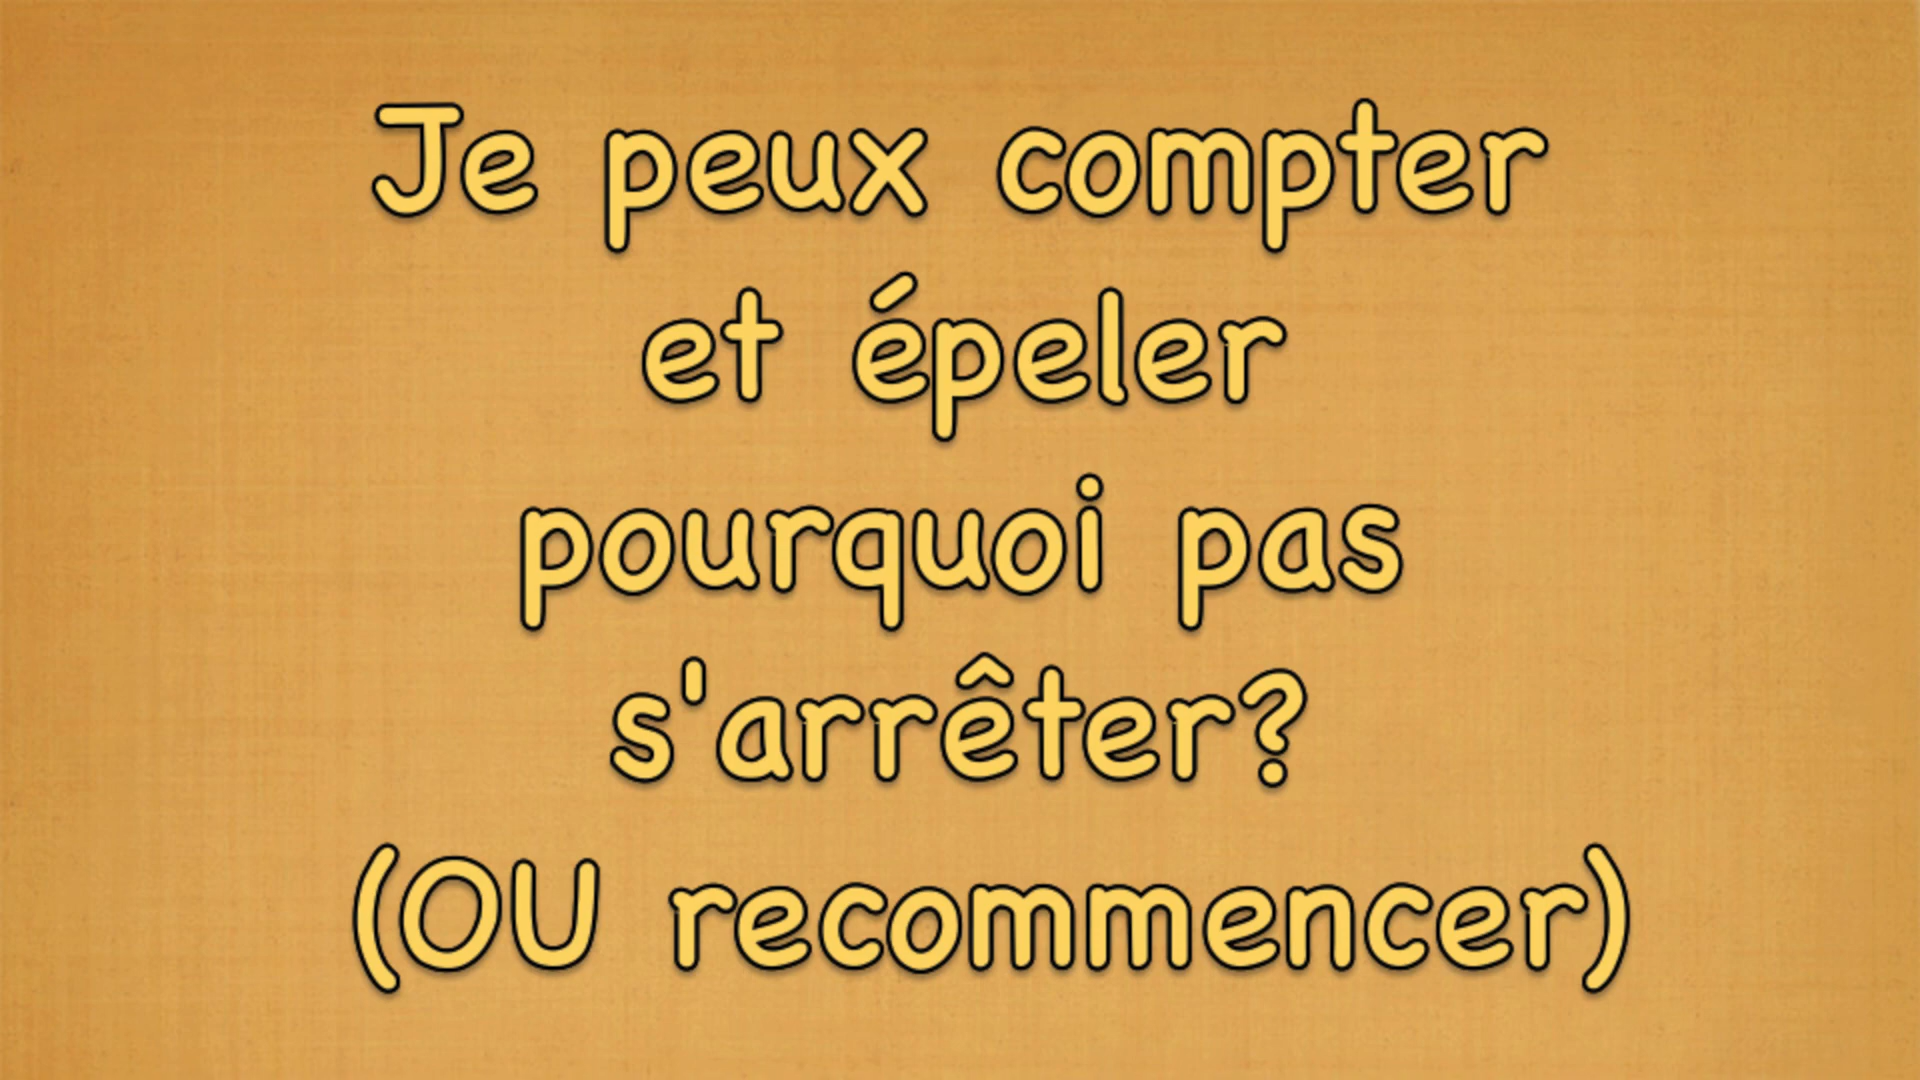 Je peux compter
et épeler
pourquoi pas
s'arrêter?
(OU recommencer)